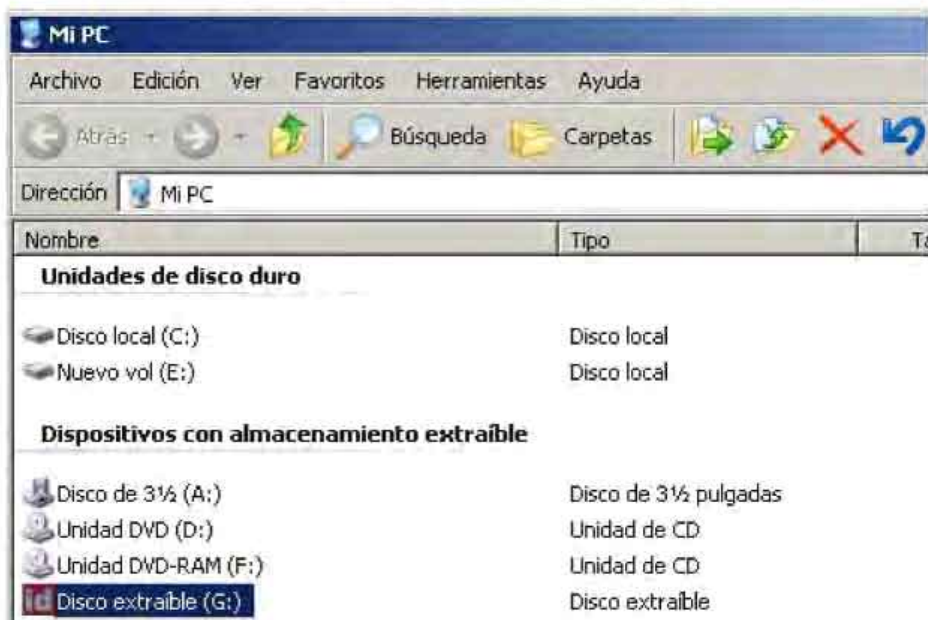 Mi PC
Archivo Edición Ver Favoritos Herramientas Ayuda
Atrás Búsqueda Carpetas
Dirección Mi PC
Nombre Tipo
Unidades de disco duro
Disco local (C:) Disco local
Nuevo vol (E:) Disco local
Dispositivos con almacenamiento extraíble
Disco de 3½ (A:) Disco de 3½ pulgadas
Unidad DVD (D:) Unidad de CD
Unidad DVD-RAM (F:) Unidad de CD
id Disco extraíble (G:) Disco extraíble